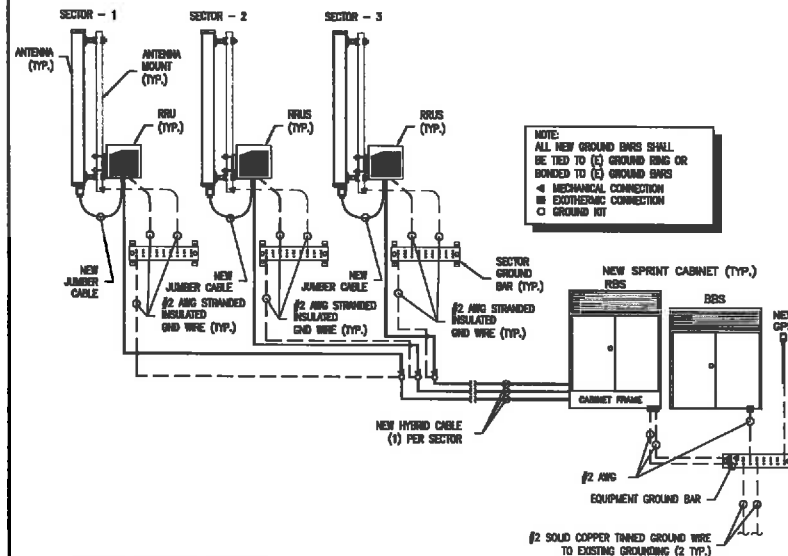 SECTOR - 1
SECTOR - 2
SECTOR - 3
ANTENNA
(TYP.)
ANTENNA
MOUNT
(TYP.)
RRU
(TYP.)
RRUS
(TYP.)
RRUS
(TYP.)
NOTE:
ALL NEW GROUND BARS SHALL
BE TIED TO (E) GROUND RING OR
BONDED TO (E) GROUND BARS
MECHANICAL CONNECTION
EXOTHERMIC CONNECTION
GROUND KIT
NEW
JUMBER
CABLE
NEW
JUMBER CABLE
NEW
JUMBER CABLE
SECTOR
GROUND
BAR (TYP.)
#2 AWG STRANDED
INSULATED
GND WIRE (TYP.)
#2 AWG STRANDED
INSULATED
GND WIRE (TYP.)
#2 AWG STRANDED
INSULATED
GND WIRE (TYP.)
NEW SPRINT CABINET (TYP.)
RBS
BBS
NEW
GPS
CABINET FRAME
NEW HYBRID CABLE
(1) PER SECTOR
#2 AWG
EQUIPMENT GROUND BAR
#2 SOLID COPPER TINNED GROUND WIRE
TO EXISTING GROUNDING (2 TYP.)